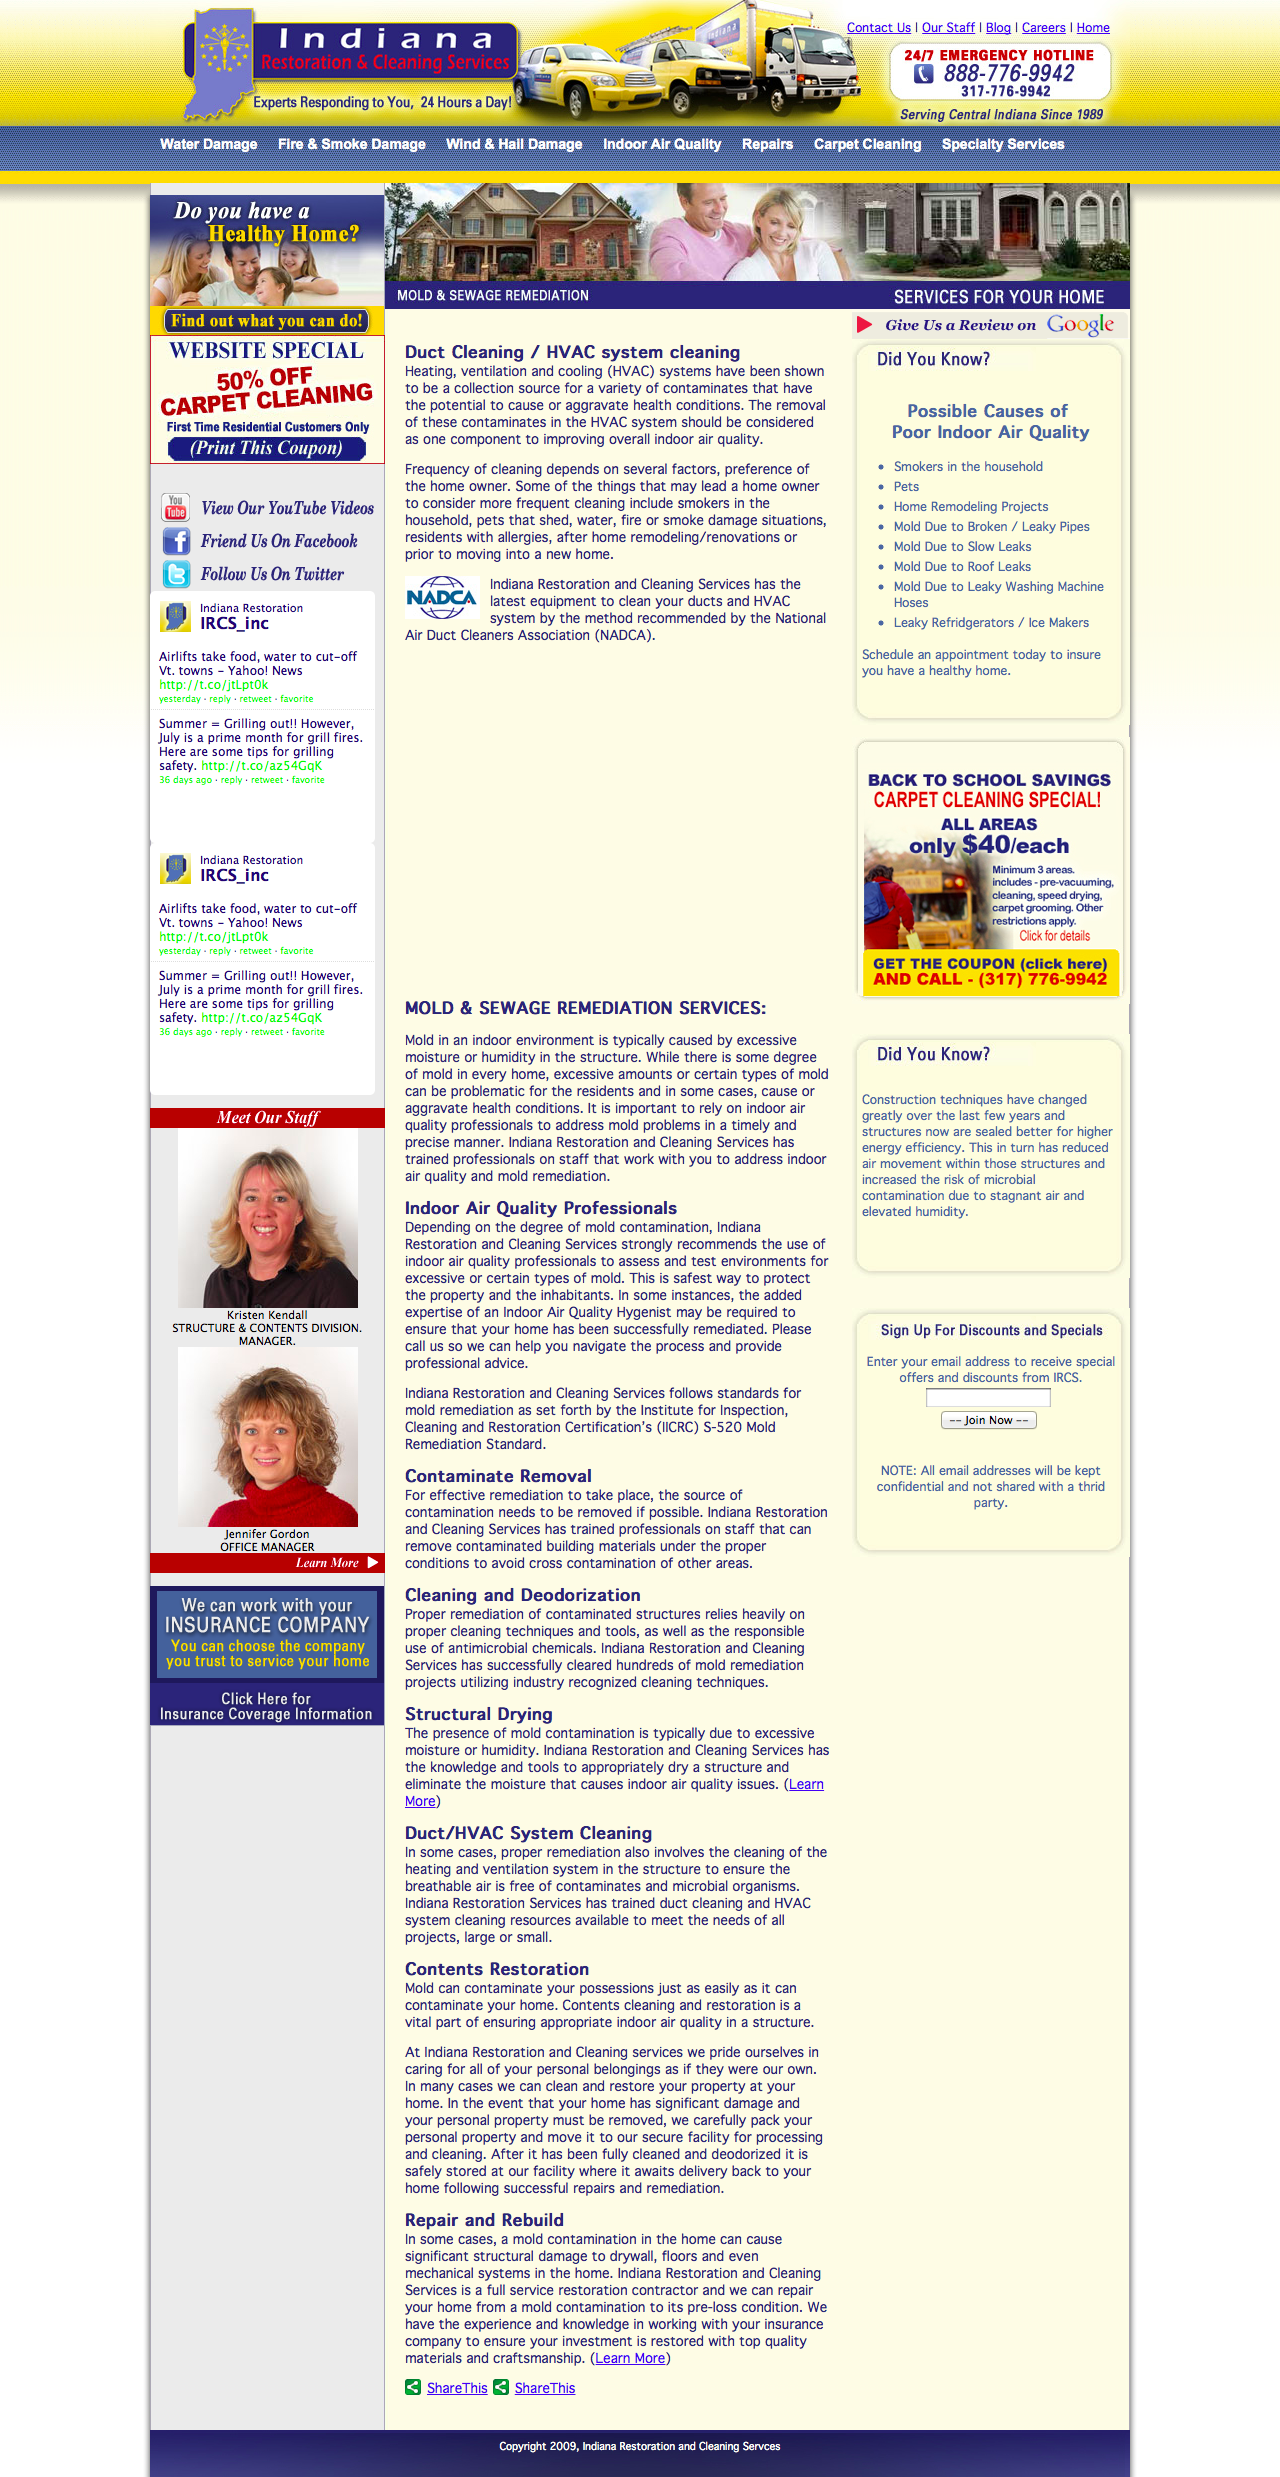 Indiana
Restoration & Cleaning Services
Experts Responding to You, 24 Hours a Day!
Contact Us | Our Staff | Blog | Careers | Home
24/7 EMERGENCY HOTLINE
888-776-9942
317-776-9942
Serving Central Indiana Since 1989
Water Damage Fire & Smoke Damage Wind & Hail Damage Indoor Air Quality Repairs Carpet Cleaning Specialty Services
Do you have a
Healthy Home?
Find out what you can do!
WEBSITE SPECIAL
50% OFF
CARPET CLEANING
First Time Residential Customers Only
(Print This Coupon)
You
Tube
View Our YouTube Videos
Friend Us On Facebook
Follow Us On Twitter
Indiana Restoration
IRCS_inc
Airlifts take food, water to cut-off
Vt. towns - Yahoo! News
http://t.co/jtLpt0k
yesterday · reply · retweet · favorite
Summer = Grilling out!! However,
July is a prime month for grill fires.
Here are some tips for grilling
safety. http://t.co/az54GqK
36 days ago · reply · retweet · favorite
Indiana Restoration
IRCS_inc
Airlifts take food, water to cut-off
Vt. towns - Yahoo! News
http://t.co/jtLpt0k
yesterday · reply · retweet · favorite
Summer = Grilling out!! However,
July is a prime month for grill fires.
Here are some tips for grilling
safety. http://t.co/az54GqK
36 days ago · reply · retweet · favorite
Meet Our Staff
Kristen Kendall
STRUCTURE & CONTENTS DIVISION.
MANAGER.
Jennifer Gordon
OFFICE MANAGER
Learn More
We can work with your
INSURANCE COMPANY
You can choose the company
you trust to service your home
Click Here for
Insurance Coverage Information
MOLD & SEWAGE REMEDIATION
SERVICES FOR YOUR HOME
Duct Cleaning / HVAC system cleaning
Heating, ventilation and cooling (HVAC) systems have been shown
to be a collection source for a variety of contaminates that have
the potential to cause or aggravate health conditions. The removal
of these contaminates in the HVAC system should be considered
as one component to improving overall indoor air quality.
Frequency of cleaning depends on several factors, preference of
the home owner. Some of the things that may lead a home owner
to consider more frequent cleaning include smokers in the
household, pets that shed, water, fire or smoke damage situations,
residents with allergies, after home remodeling/renovations or
prior to moving into a new home.
NADCA
Indiana Restoration and Cleaning Services has the
latest equipment to clean your ducts and HVAC
system by the method recommended by the National
Air Duct Cleaners Association (NADCA).
MOLD & SEWAGE REMEDIATION SERVICES:
Mold in an indoor environment is typically caused by excessive
moisture or humidity in the structure. While there is some degree
of mold in every home, excessive amounts or certain types of mold
can be problematic for the residents and in some cases, cause or
aggravate health conditions. It is important to rely on indoor air
quality professionals to address mold problems in a timely and
precise manner. Indiana Restoration and Cleaning Services has
trained professionals on staff that work with you to address indoor
air quality and mold remediation.
Indoor Air Quality Professionals
Depending on the degree of mold contamination, Indiana
Restoration and Cleaning Services strongly recommends the use of
indoor air quality professionals to assess and test environments for
excessive or certain types of mold. This is safest way to protect
the property and the inhabitants. In some instances, the added
expertise of an Indoor Air Quality Hygenist may be required to
ensure that your home has been successfully remediated. Please
call us so we can help you navigate the process and provide
professional advice.
Indiana Restoration and Cleaning Services follows standards for
mold remediation as set forth by the Institute for Inspection,
Cleaning and Restoration Certification's (IICRC) S-520 Mold
Remediation Standard.
Contaminate Removal
For effective remediation to take place, the source of
contamination needs to be removed if possible. Indiana Restoration
and Cleaning Services has trained professionals on staff that can
remove contaminated building materials under the proper
conditions to avoid cross contamination of other areas.
Cleaning and Deodorization
Proper remediation of contaminated structures relies heavily on
proper cleaning techniques and tools, as well as the responsible
use of antimicrobial chemicals. Indiana Restoration and Cleaning
Services has successfully cleared hundreds of mold remediation
projects utilizing industry recognized cleaning techniques.
Structural Drying
The presence of mold contamination is typically due to excessive
moisture or humidity. Indiana Restoration and Cleaning Services has
the knowledge and tools to appropriately dry a structure and
eliminate the moisture that causes indoor air quality issues. (Learn
More)
Duct/HVAC System Cleaning
In some cases, proper remediation also involves the cleaning of the
heating and ventilation system in the structure to ensure the
breathable air is free of contaminates and microbial organisms.
Indiana Restoration Services has trained duct cleaning and HVAC
system cleaning resources available to meet the needs of all
projects, large or small.
Contents Restoration
Mold can contaminate your possessions just as easily as it can
contaminate your home. Contents cleaning and restoration is a
vital part of ensuring appropriate indoor air quality in a structure.
At Indiana Restoration and Cleaning services we pride ourselves in
caring for all of your personal belongings as if they were our own.
In many cases we can clean and restore your property at your
home. In the event that your home has significant damage and
your personal property must be removed, we carefully pack your
personal property and move it to our secure facility for processing
and cleaning. After it has been fully cleaned and deodorized it is
safely stored at our facility where it awaits delivery back to your
home following successful repairs and remediation.
Repair and Rebuild
In some cases, a mold contamination in the home can cause
significant structural damage to drywall, floors and even
mechanical systems in the home. Indiana Restoration and Cleaning
Services is a full service restoration contractor and we can repair
your home from a mold contamination to its pre-loss condition. We
have the experience and knowledge in working with your insurance
company to ensure your investment is restored with top quality
materials and craftsmanship. (Learn More)
ShareThis ShareThis
Give Us a Review on Google
Did You Know?
Possible Causes of
Poor Indoor Air Quality
• Smokers in the household
• Pets
• Home Remodeling Projects
• Mold Due to Broken / Leaky Pipes
• Mold Due to Slow Leaks
• Mold Due to Roof Leaks
• Mold Due to Leaky Washing Machine
Hoses
• Leaky Refridgerators / Ice Makers
Schedule an appointment today to insure
you have a healthy home.
BACK TO SCHOOL SAVINGS
CARPET CLEANING SPECIAL!
ALL AREAS
only $40/each
Minimum 3 areas.
includes - pre-vacuuming,
cleaning, speed drying,
carpet grooming. Other
restrictions apply.
Click for details
GET THE COUPON (click here)
AND CALL - (317) 776-9942
Did You Know?
Construction techniques have changed
greatly over the last few years and
structures now are sealed better for higher
energy efficiency. This in turn has reduced
air movement within those structures and
increased the risk of microbial
contamination due to stagnant air and
elevated humidity.
Sign Up For Discounts and Specials
Enter your email address to receive special
offers and discounts from IRCS.
-- Join Now --
NOTE: All email addresses will be kept
confidential and not shared with a thrid
party.
Copyright 2009, Indiana Restoration and Cleaning Servces